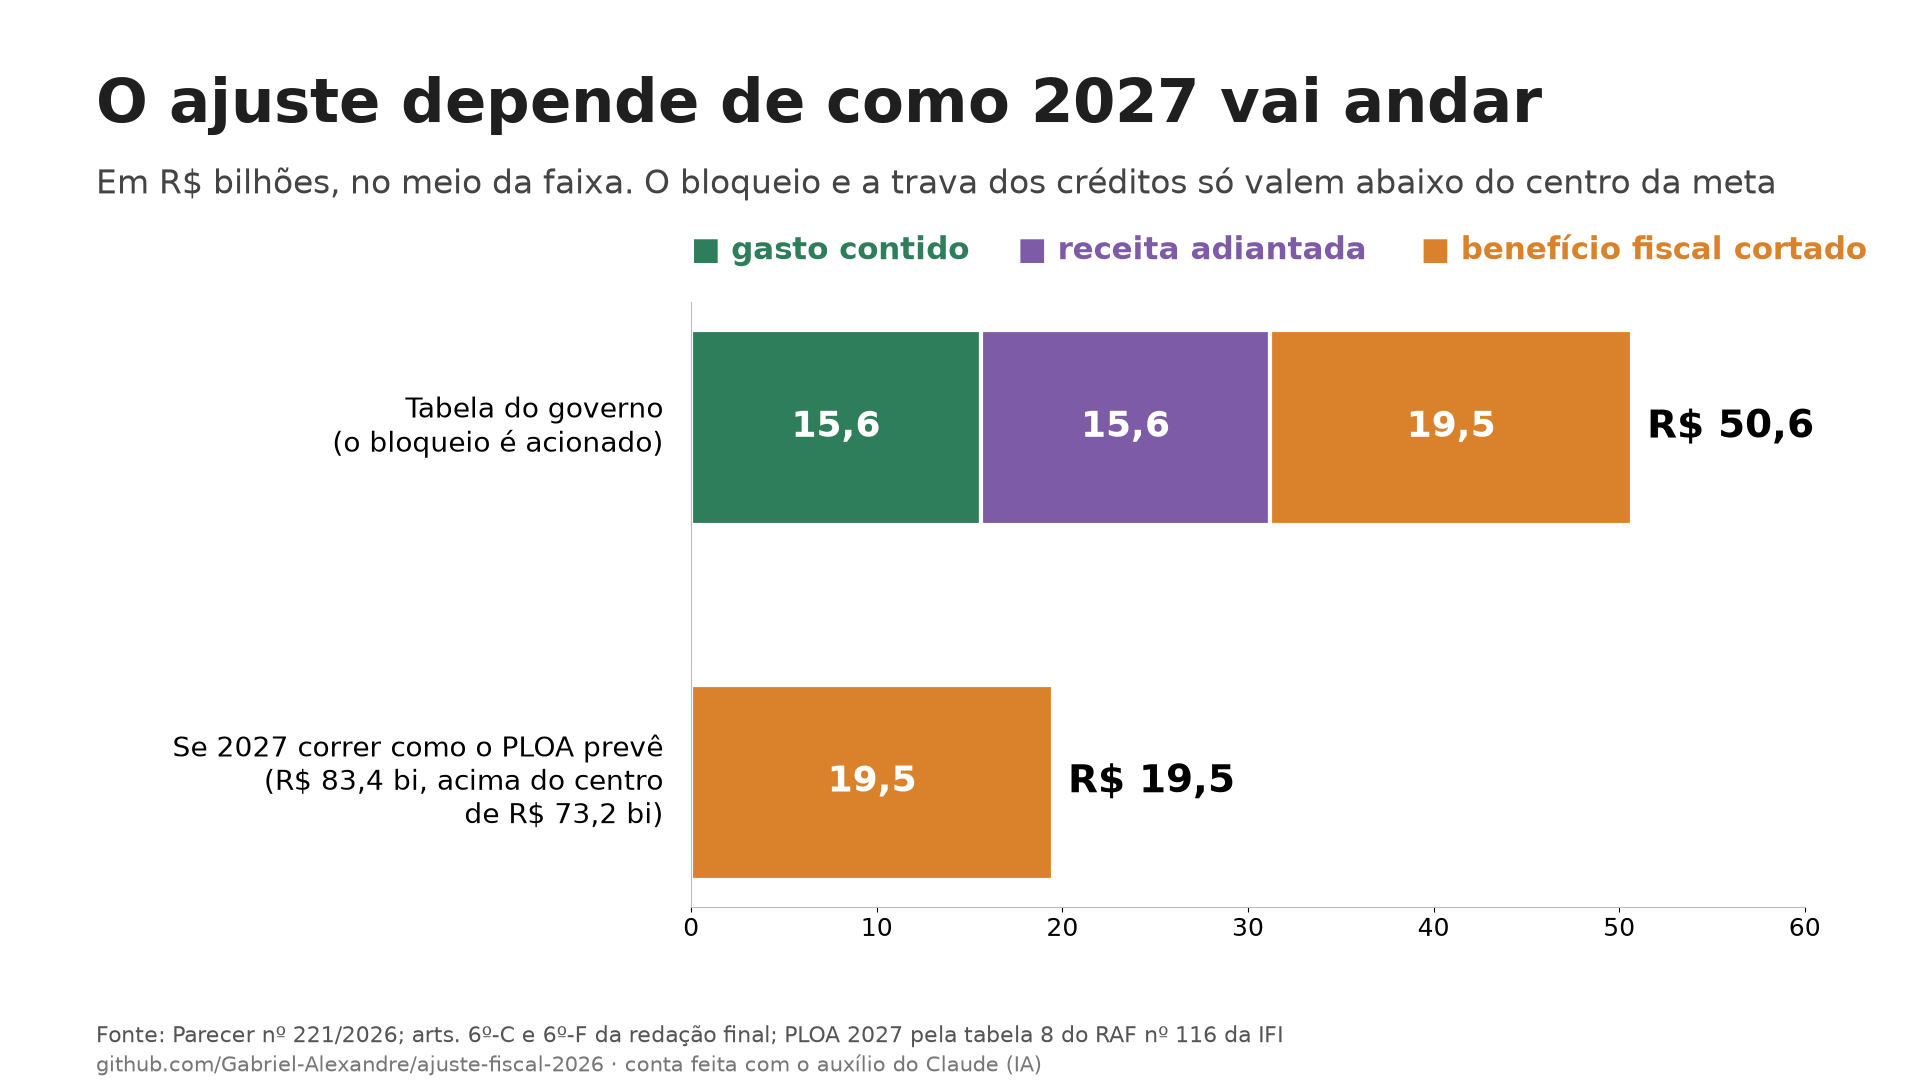 O ajuste depende de como 2027 vai andar
Em R$ bilhões, no meio da faixa. O bloqueio e a trava dos créditos só valem abaixo do centro da meta
■ gasto contido ■ receita adiantada ■ benefício fiscal cortado
Tabela do governo
(o bloqueio é acionado)
15,6 15,6 19,5 R$ 50,6
Se 2027 correr como o PLOA prevê
(R$ 83,4 bi, acima do centro
de R$ 73,2 bi)
19,5 R$ 19,5
0 10 20 30 40 50 60
Fonte: Parecer nº 221/2026; arts. 6º-C e 6º-F da redação final; PLOA 2027 pela tabela 8 do RAF nº 116 da IFI
github.com/Gabriel-Alexandre/ajuste-fiscal-2026 · conta feita com o auxílio do Claude (IA)